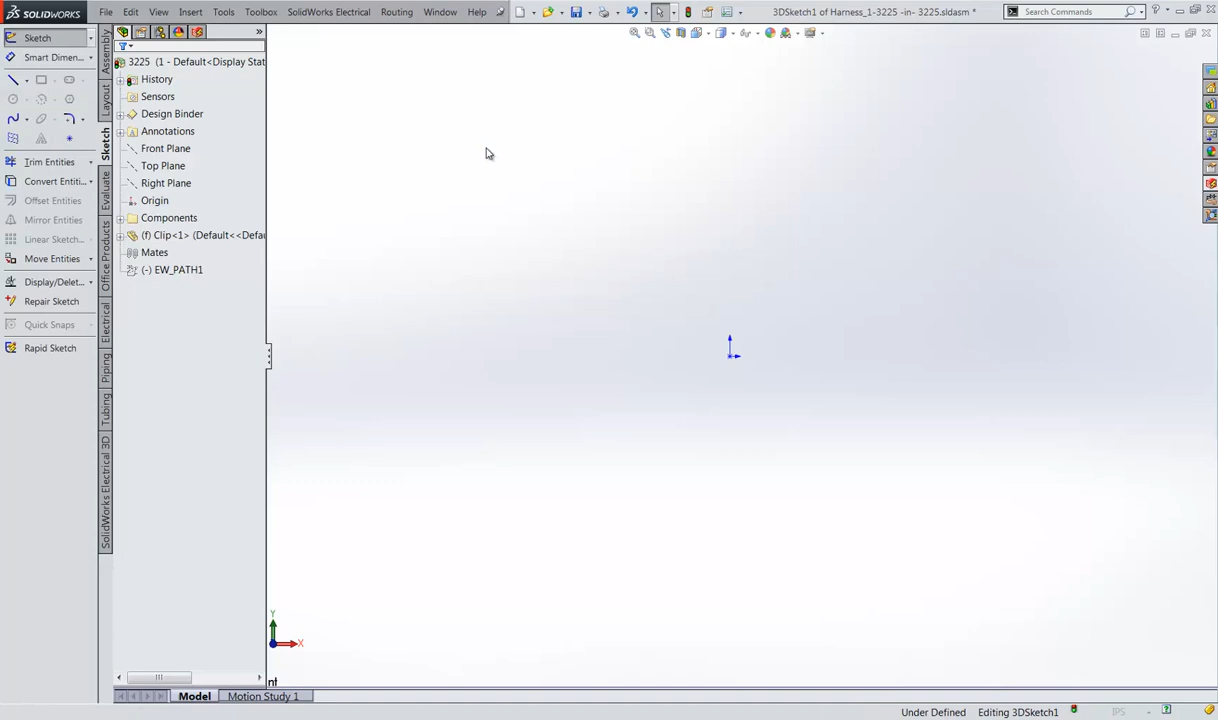 SOLIDWORKS File Edit View Insert Tools Toolbox SolidWorks Electrical Routing Window Help 3DSketch1 of Harness_1-3225 -in- 3225.sldasm * Search Commands
Sketch
Smart Dimen...
Trim Entities
Convert Entiti...
Offset Entities
Mirror Entities
Linear Sketch...
Move Entities
Display/Delet...
Repair Sketch
Quick Snaps
Rapid Sketch
Assembly
Layout
Sketch
Evaluate
Office Products
Electrical
Piping
Tubing
SolidWorks Electrical 3D
3225 (1 - Default<Display Stat
History
Sensors
Design Binder
Annotations
Front Plane
Top Plane
Right Plane
Origin
Components
(f) Clip<1> (Default<<Defau
Mates
(-) EW_PATH1
Y
X
Model Motion Study 1
Under Defined Editing 3DSketch1 IPS